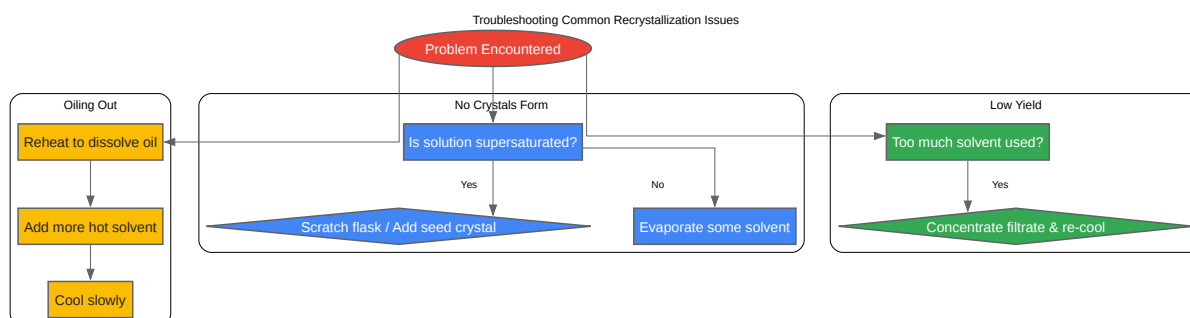 Troubleshooting Common Recrystallization Issues
Problem Encountered
Oiling Out
Reheat to dissolve oil
Add more hot solvent
Cool slowly
No Crystals Form
Is solution supersaturated?
Yes
No
Scratch flask / Add seed crystal
Evaporate some solvent
Low Yield
Too much solvent used?
Yes
Concentrate filtrate & re-cool